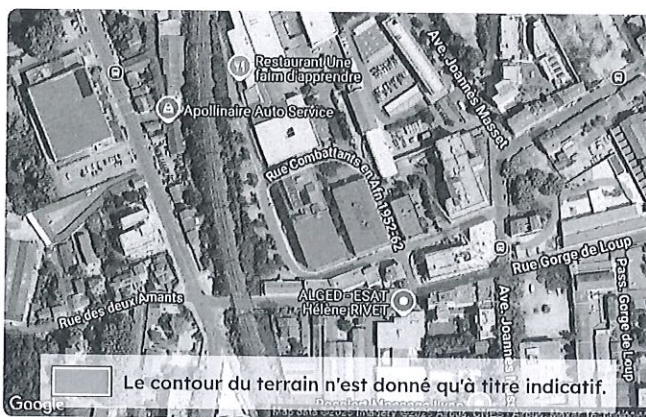 Restaurant Une
faim d'apprendre
Ave. Joannès Masset
Apollinaire Auto Service
Rue Combattants en Afn 1952-62
Rue Gorge de Loup
Pass. Gorge de Loup
ALGED - ESAT
Hélène RIVET
Rue des deux Amants
Ave. Joannès
Le contour du terrain n'est donné qu'à titre indicatif.
Google